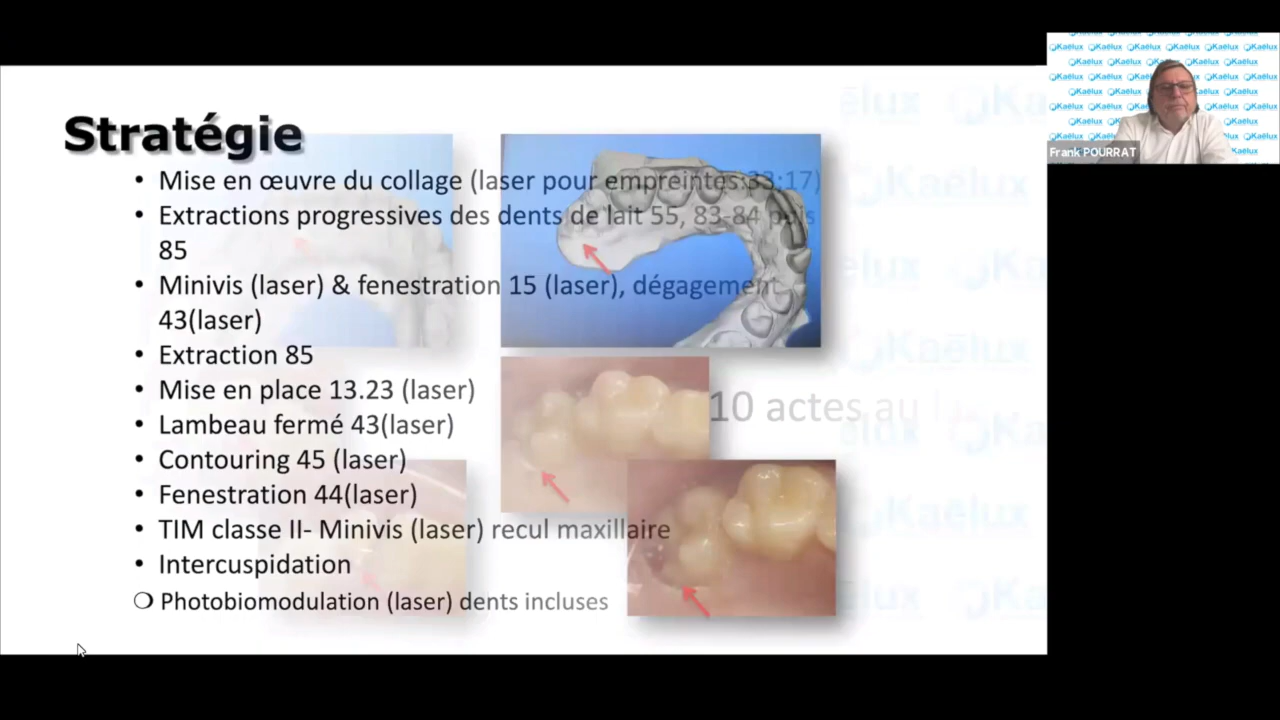 Stratégie
• Mise en œuvre du collage (laser pour empreintes:33;17)
• Extractions progressives des dents de lait 55, 83-84 puis
85
• Minivis (laser) & fenestration 15 (laser), dégagement
43(laser)
• Extraction 85
• Mise en place 13.23 (laser)
• Lambeau fermé 43(laser)
• Contouring 45 (laser)
• Fenestration 44(laser)
• TIM classe II- Minivis (laser) recul maxillaire
• Intercuspidation
❍ Photobiomodulation (laser) dents incluses
10 actes au
Kaëlux
Frank POURRAT